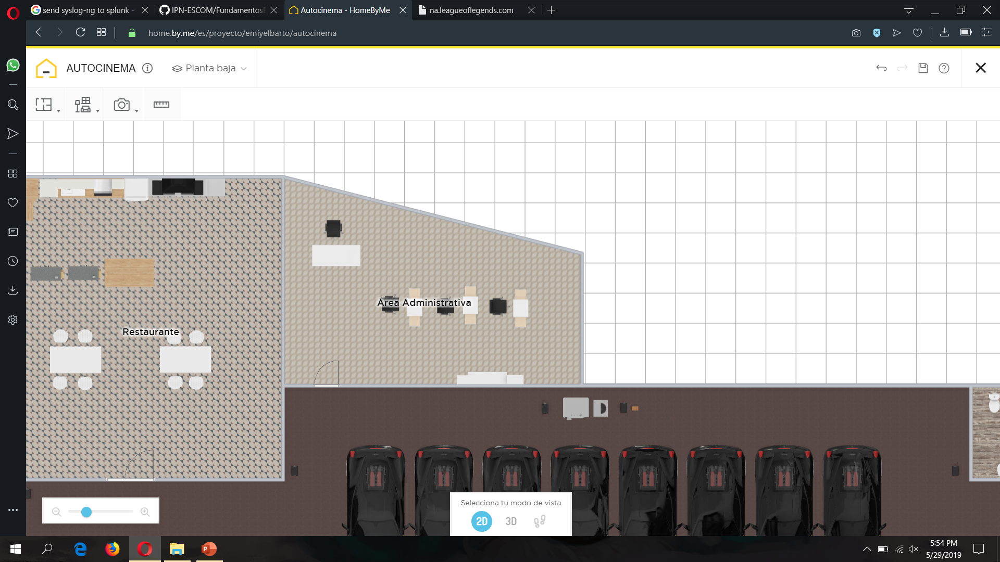 send syslog-ng to splunk -
IPN-ESCOM/Fundamentos
Autocinema - HomeByMe
na.leagueoflegends.com
home.by.me/es/proyecto/emiyelbarto/autocinema
AUTOCINEMA
Planta baja
Área Administrativa
Restaurante
Selecciona tu modo de vista
2D
3D
5:54 PM
5/29/2019